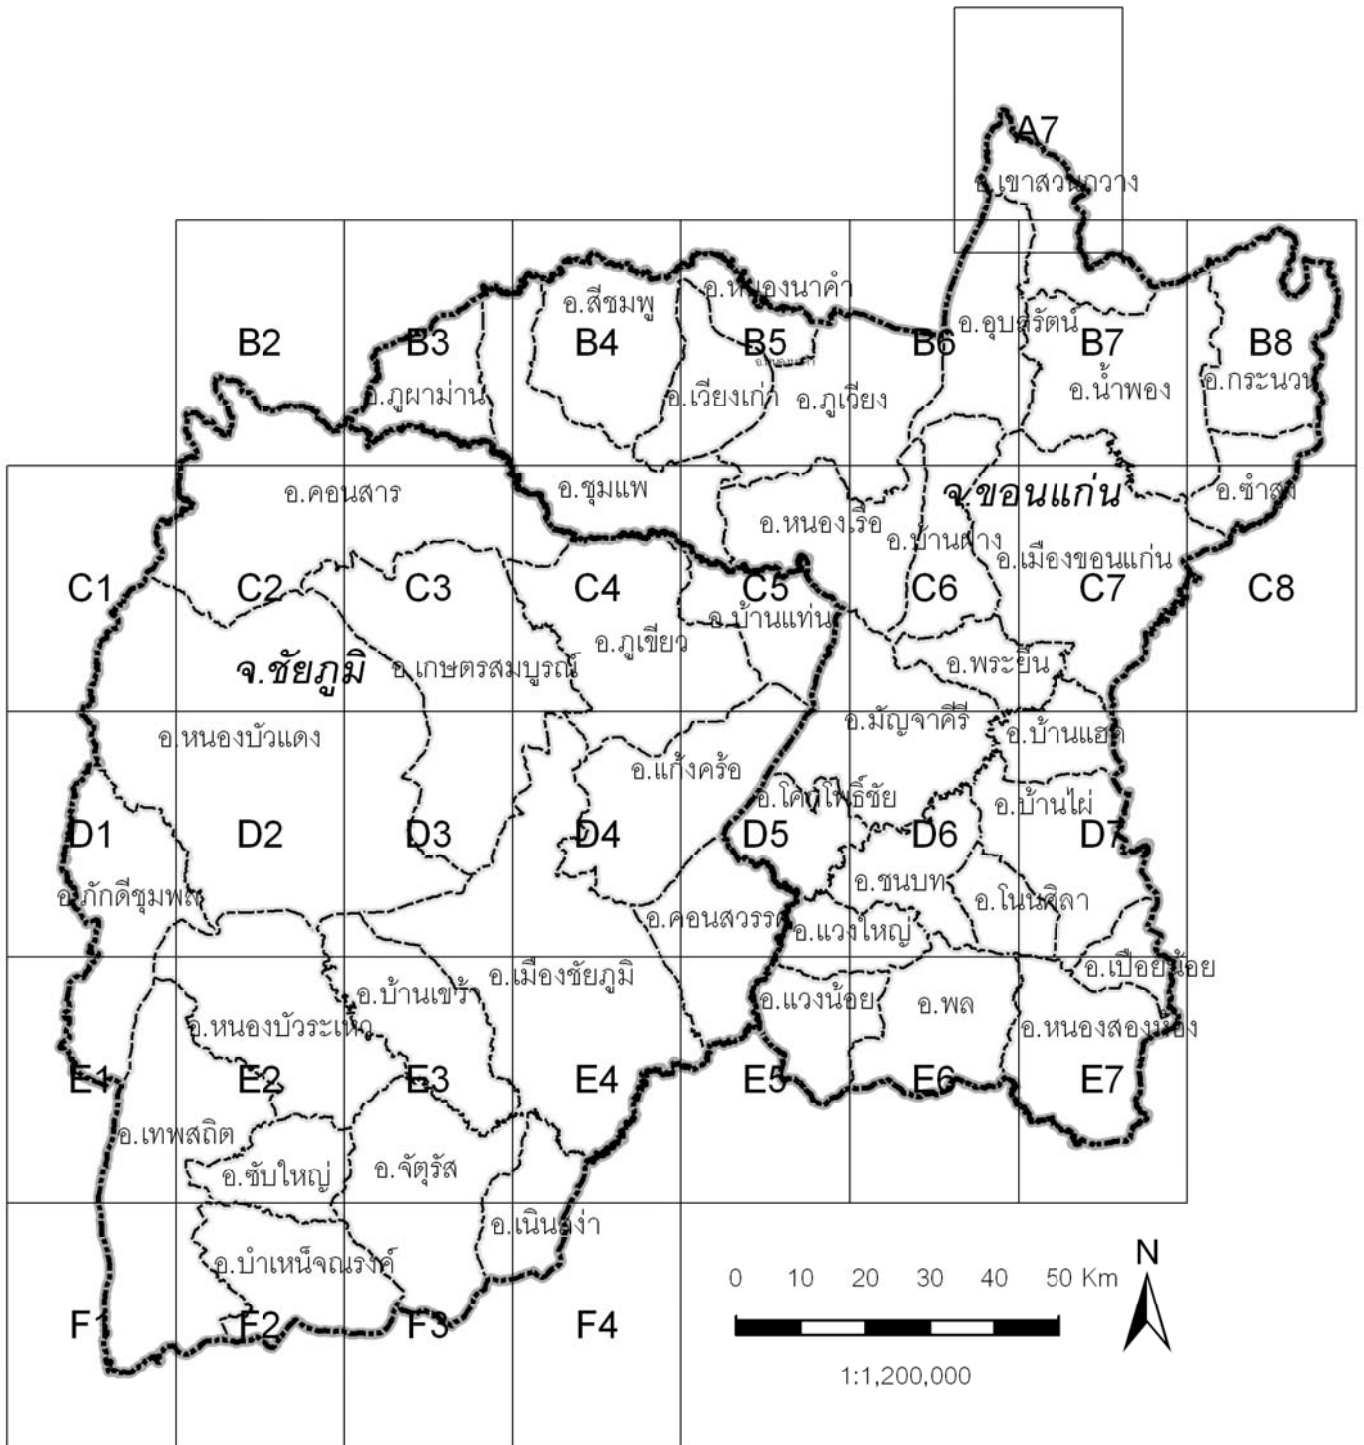 A7
อ.เขาสวนกวาง
อ.หนองนาคำ
อ.สีชมพู
อ.อุบลรัตน์
B2
B3
B4
B5
B6
B7
B8
อ.ภูผาม่าน
อ.เวียงเก่า
อ.ภูเวียง
อ.น้ำพอง
อ.กระนวน
อ.คอนสาร
อ.ชุมแพ
จ.ขอนแก่น
อ.ซำสูง
อ.หนองเรือ
อ.บ้านฝาง
อ.เมืองขอนแก่น
C1
C2
C3
C4
C5
C6
C7
C8
อ.บ้านแท่น
อ.ภูเขียว
จ.ชัยภูมิ
อ.เกษตรสมบูรณ์
อ.พระยืน
อ.มัญจาคีรี
อ.หนองบัวแดง
อ.บ้านแฮด
อ.แก้งคร้อ
อ.โคกโพธิ์ชัย
อ.บ้านไผ่
D1
D2
D3
D4
D5
D6
D7
อ.ภักดีชุมพล
อ.ชนบท
อ.โนนศิลา
อ.คอนสวรรค์
อ.แวงใหญ่
อ.เปือยน้อย
อ.เมืองชัยภูมิ
อ.บ้านเขว้า
อ.แวงน้อย
อ.พล
อ.หนองบัวระเหว
อ.หนองสองห้อง
E1
E2
E3
E4
E5
E6
E7
อ.เทพสถิต
อ.ซับใหญ่
อ.จัตุรัส
อ.เนินสง่า
อ.บำเหน็จณรงค์
F1
F2
F3
F4
N
0 10 20 30 40 50 Km
1:1,200,000